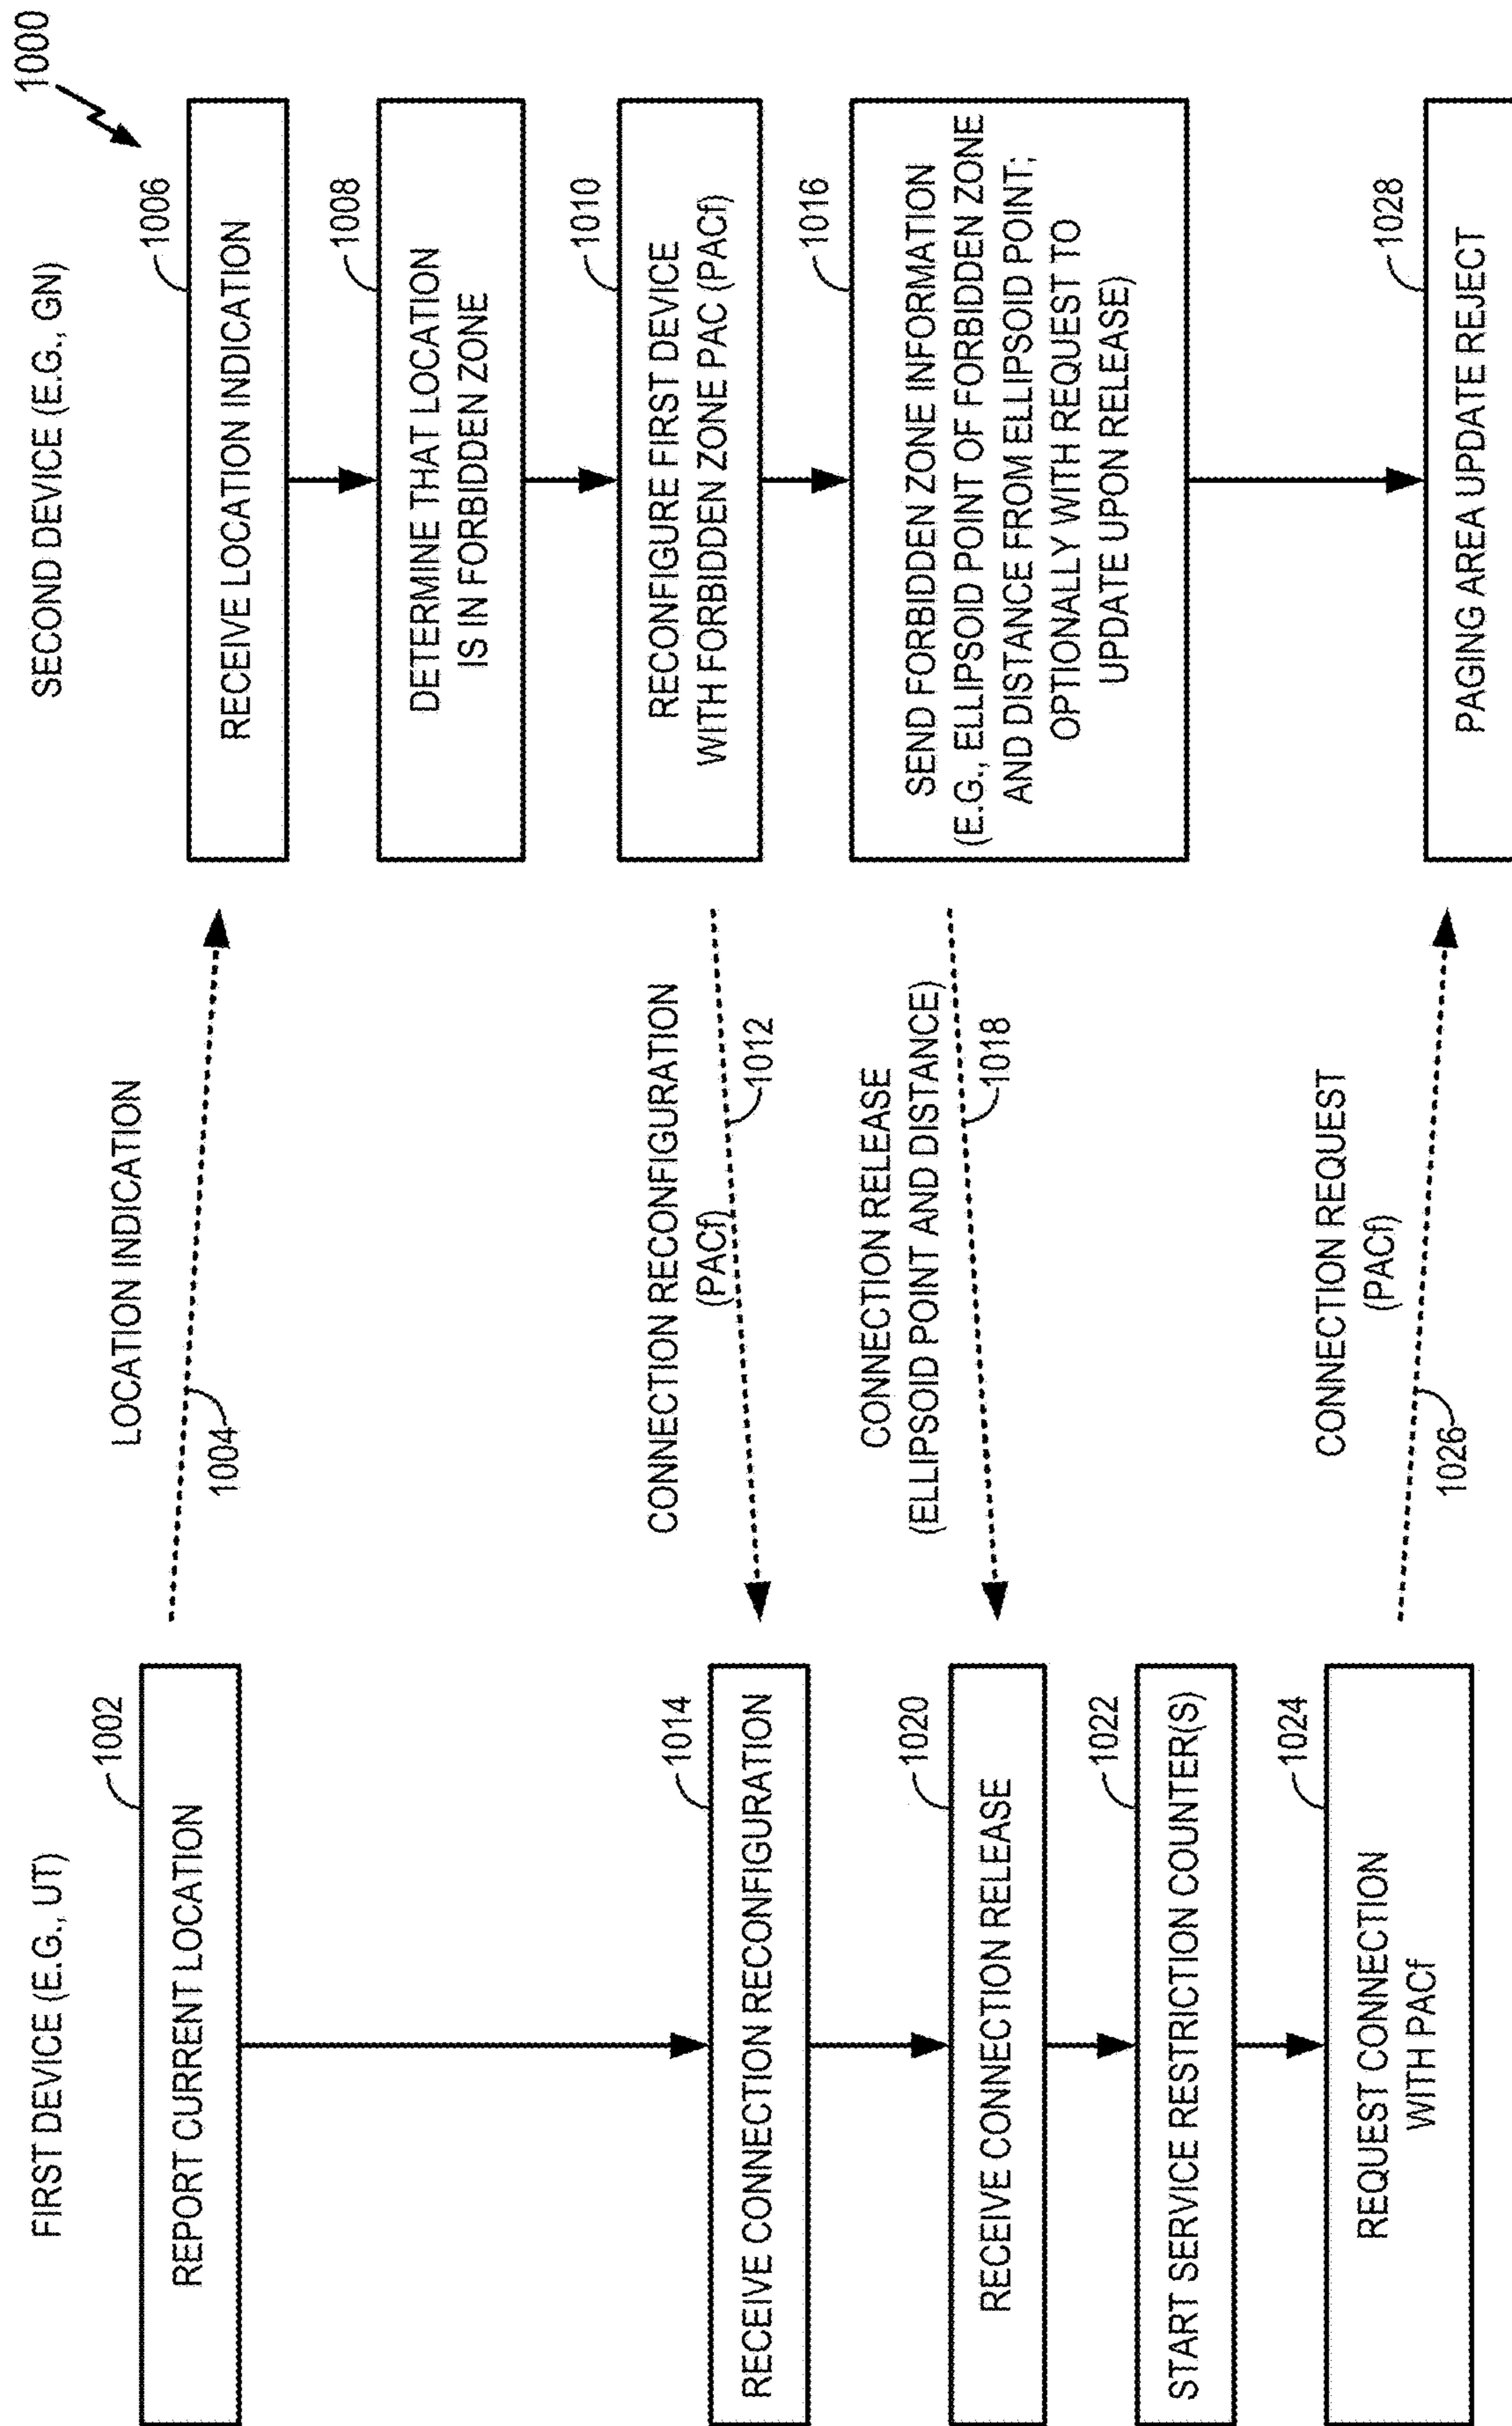 1000
FIRST DEVICE (E.G., UT)
SECOND DEVICE (E.G., GN)
1002
REPORT CURRENT LOCATION
LOCATION INDICATION
1004
1006
RECEIVE LOCATION INDICATION
1008
DETERMINE THAT LOCATION
IS IN FORBIDDEN ZONE
1010
RECONFIGURE FIRST DEVICE
WITH FORBIDDEN ZONE PAC (PACf)
CONNECTION RECONFIGURATION
(PACf)
1012
1014
RECEIVE CONNECTION RECONFIGURATION
1016
SEND FORBIDDEN ZONE INFORMATION
(E.G., ELLIPSOID POINT OF FORBIDDEN ZONE
AND DISTANCE FROM ELLIPSOID POINT;
OPTIONALLY WITH REQUEST TO
UPDATE UPON RELEASE)
CONNECTION RELEASE
(ELLIPSOID POINT AND DISTANCE)
1018
1020
RECEIVE CONNECTION RELEASE
1022
START SERVICE RESTRICTION COUNTER(S)
1024
REQUEST CONNECTION
WITH PACf
CONNECTION REQUEST
(PACf)
1026
1028
PAGING AREA UPDATE REJECT